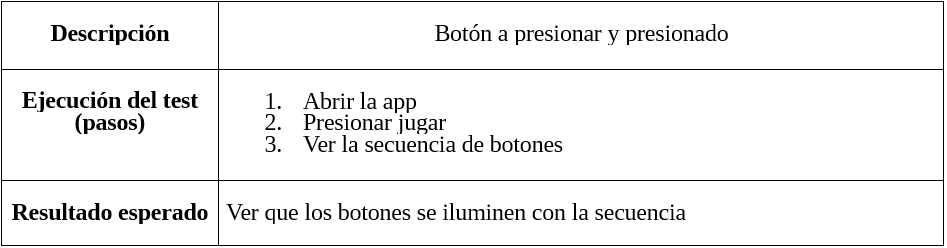 Descripción
Botón a presionar y presionado
Ejecución del test
(pasos)
1. Abrir la app
2. Presionar jugar
3. Ver la secuencia de botones
Resultado esperado
Ver que los botones se iluminen con la secuencia